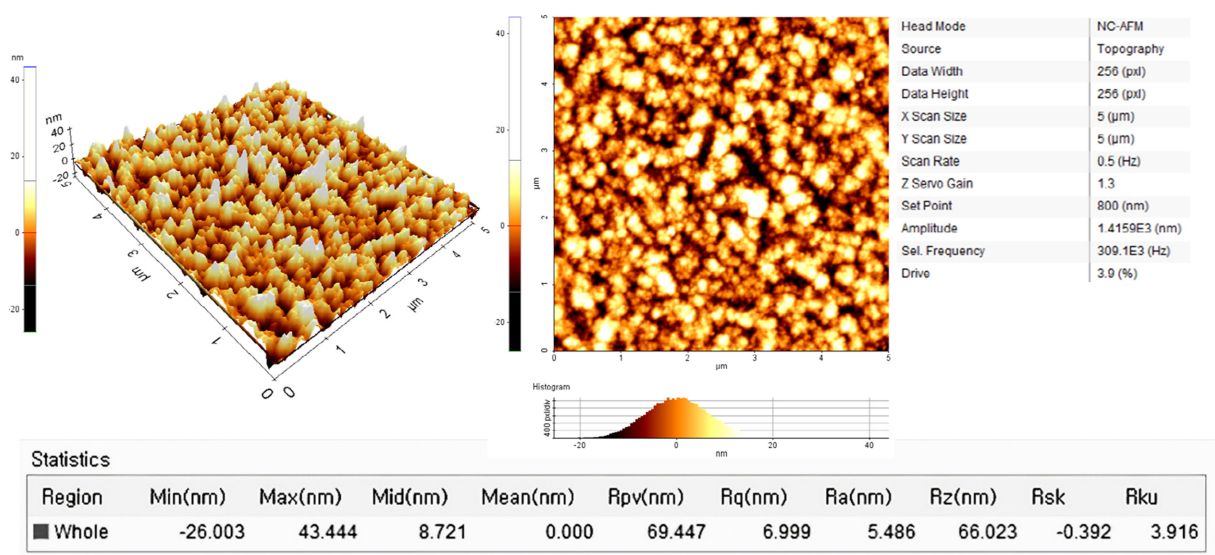 nm
40
20
0
-20
nm
40
20
0
-20
5
4
3
µm
2
1
0
0
1
2
µm
3
4
5
40
20
0
-20
5
4
3
µm
2
1
0
0
1
2
3
4
5
µm
Head Mode NC-AFM
Source Topography
Data Width 256 (pxl)
Data Height 256 (pxl)
X Scan Size 5 (µm)
Y Scan Size 5 (µm)
Scan Rate 0.5 (Hz)
Z Servo Gain 1.3
Set Point 800 (nm)
Amplitude 1.4159E3 (nm)
Sel. Frequency 309.1E3 (Hz)
Drive 3.9 (%)
Histogram
400 pxl/div
-20 0 20 40
nm
Statistics
Region Min(nm) Max(nm) Mid(nm) Mean(nm) Rpv(nm) Rq(nm) Ra(nm) Rz(nm) Rsk Rku
Whole -26.003 43.444 8.721 0.000 69.447 6.999 5.486 66.023 -0.392 3.916